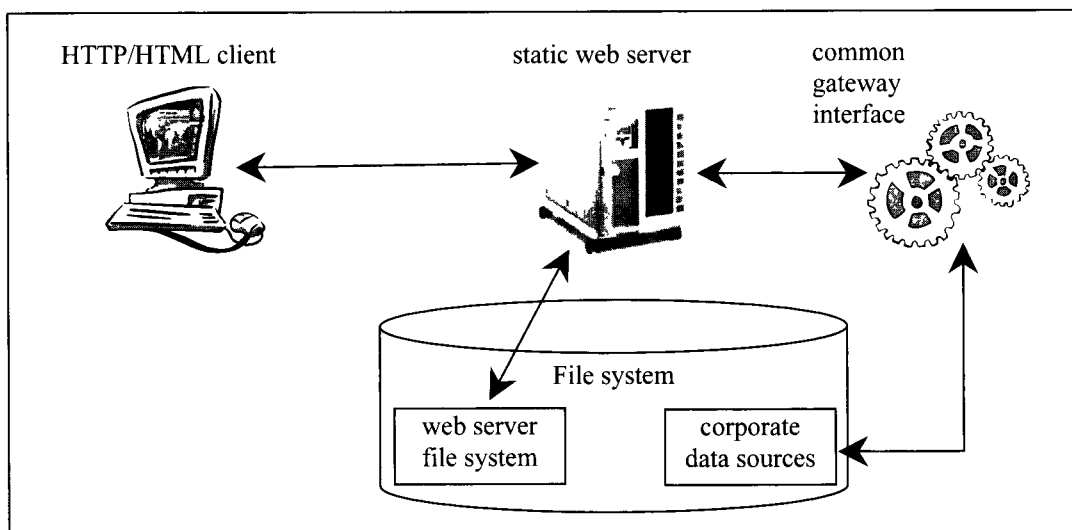 HTTP/HTML client
static web server
common
gateway
interface
File system
web server
file system
corporate
data sources